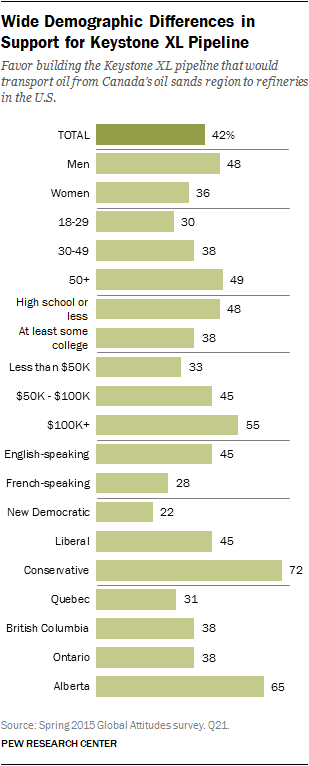 Wide Demographic Differences in
Support for Keystone XL Pipeline
Favor building the Keystone XL pipeline that would
transport oil from Canada's oil sands region to refineries
in the U.S.
TOTAL 42%
Men 48
Women 36
18-29 30
30-49 38
50+ 49
High school or
less 48
At least some
college 38
Less than $50K 33
$50K - $100K 45
$100K+ 55
English-speaking 45
French-speaking 28
New Democratic 22
Liberal 45
Conservative 72
Quebec 31
British Columbia 38
Ontario 38
Alberta 65
Source: Spring 2015 Global Attitudes survey. Q21.
PEW RESEARCH CENTER